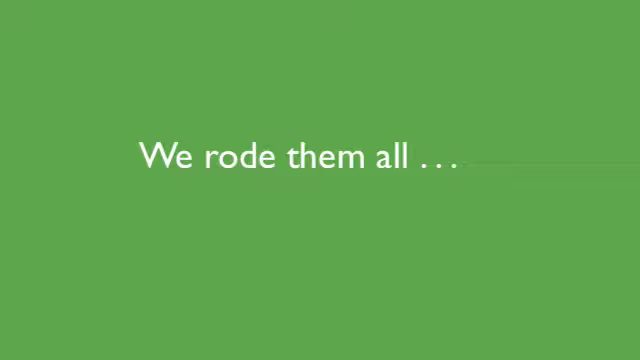 We rode them all . . .